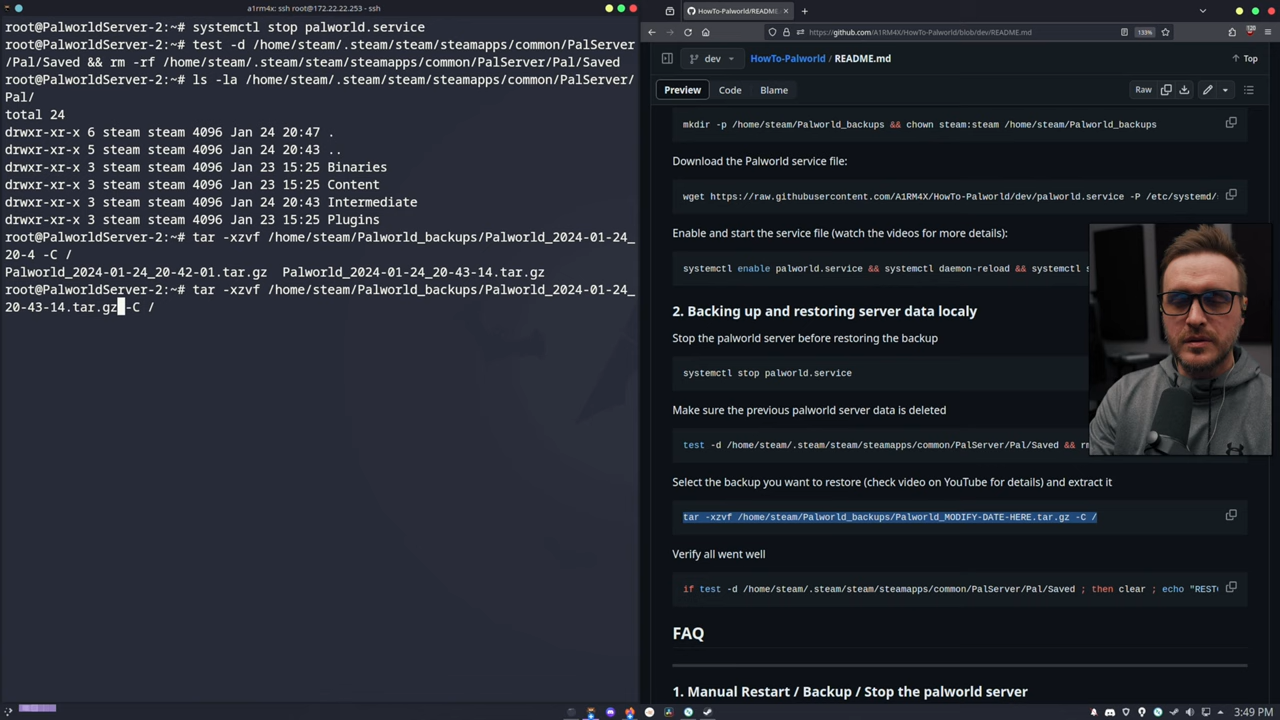 a1rm4x: ssh root@172.22.22.253 - ssh
root@PalworldServer-2:~# systemctl stop palworld.service
root@PalworldServer-2:~# test -d /home/steam/.steam/steam/steamapps/common/PalServer
/Pal/Saved && rm -rf /home/steam/.steam/steam/steamapps/common/PalServer/Pal/Saved
root@PalworldServer-2:~# ls -la /home/steam/.steam/steam/steamapps/common/PalServer/
Pal/
total 24
drwxr-xr-x 6 steam steam 4096 Jan 24 20:47 .
drwxr-xr-x 5 steam steam 4096 Jan 24 20:43 ..
drwxr-xr-x 3 steam steam 4096 Jan 23 15:25 Binaries
drwxr-xr-x 3 steam steam 4096 Jan 23 15:25 Content
drwxr-xr-x 3 steam steam 4096 Jan 24 20:43 Intermediate
drwxr-xr-x 3 steam steam 4096 Jan 23 15:25 Plugins
root@PalworldServer-2:~# tar -xzvf /home/steam/Palworld_backups/Palworld_2024-01-24_
20-4 -C /
Palworld_2024-01-24_20-42-01.tar.gz  Palworld_2024-01-24_20-43-14.tar.gz
root@PalworldServer-2:~# tar -xzvf /home/steam/Palworld_backups/Palworld_2024-01-24_
20-43-14.tar.gz -C /
HowTo-Palworld/README.m
https://github.com/A1RM4X/HowTo-Palworld/blob/dev/README.md
133%
dev
HowTo-Palworld / README.md
Top
Preview Code Blame
Raw
mkdir -p /home/steam/Palworld_backups && chown steam:steam /home/steam/Palworld_backups
Download the Palworld service file:
wget https://raw.githubusercontent.com/A1RM4X/HowTo-Palworld/dev/palworld.service -P /etc/systemd/
Enable and start the service file (watch the videos for more details):
systemctl enable palworld.service && systemctl daemon-reload && systemctl s
2. Backing up and restoring server data localy
Stop the palworld server before restoring the backup
systemctl stop palworld.service
Make sure the previous palworld server data is deleted
test -d /home/steam/.steam/steam/steamapps/common/PalServer/Pal/Saved && r
Select the backup you want to restore (check video on YouTube for details) and extract it
tar -xzvf /home/steam/Palworld_backups/Palworld_MODIFY-DATE-HERE.tar.gz -C /
Verify all went well
if test -d /home/steam/.steam/steam/steamapps/common/PalServer/Pal/Saved ; then clear ; echo "REST
FAQ
1. Manual Restart / Backup / Stop the palworld server
3:49 PM